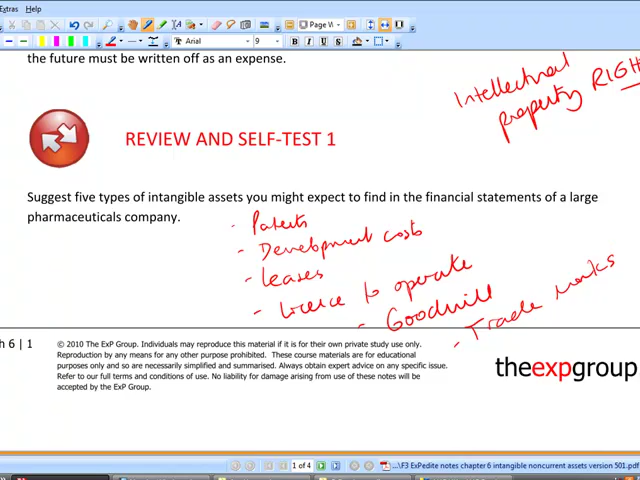 Extras
Help
Page W
Arial
9
B I U S
the future must be written off as an expense.
Intellectual
property RIGH
REVIEW AND SELF-TEST 1
Suggest five types of intangible assets you might expect to find in the financial statements of a large
pharmaceuticals company.
- Patents
- Development costs
- Leases
- Licence to operate
- Goodwill
- Trade marks
h 6 | 1
© 2010 The ExP Group. Individuals may reproduce this material if it is for their own private study use only.
Reproduction by any means for any other purpose prohibited. These course materials are for educational
purposes only and so are necessarily simplified and summarised. Always obtain expert advice on any specific issue.
Refer to our full terms and conditions of use. No liability for damage arising from use of these notes will be
accepted by the ExP Group.
theexpgroup
1 of 4
...\F3 ExPedite notes chapter 6 intangible noncurrent assets version 501.pdf